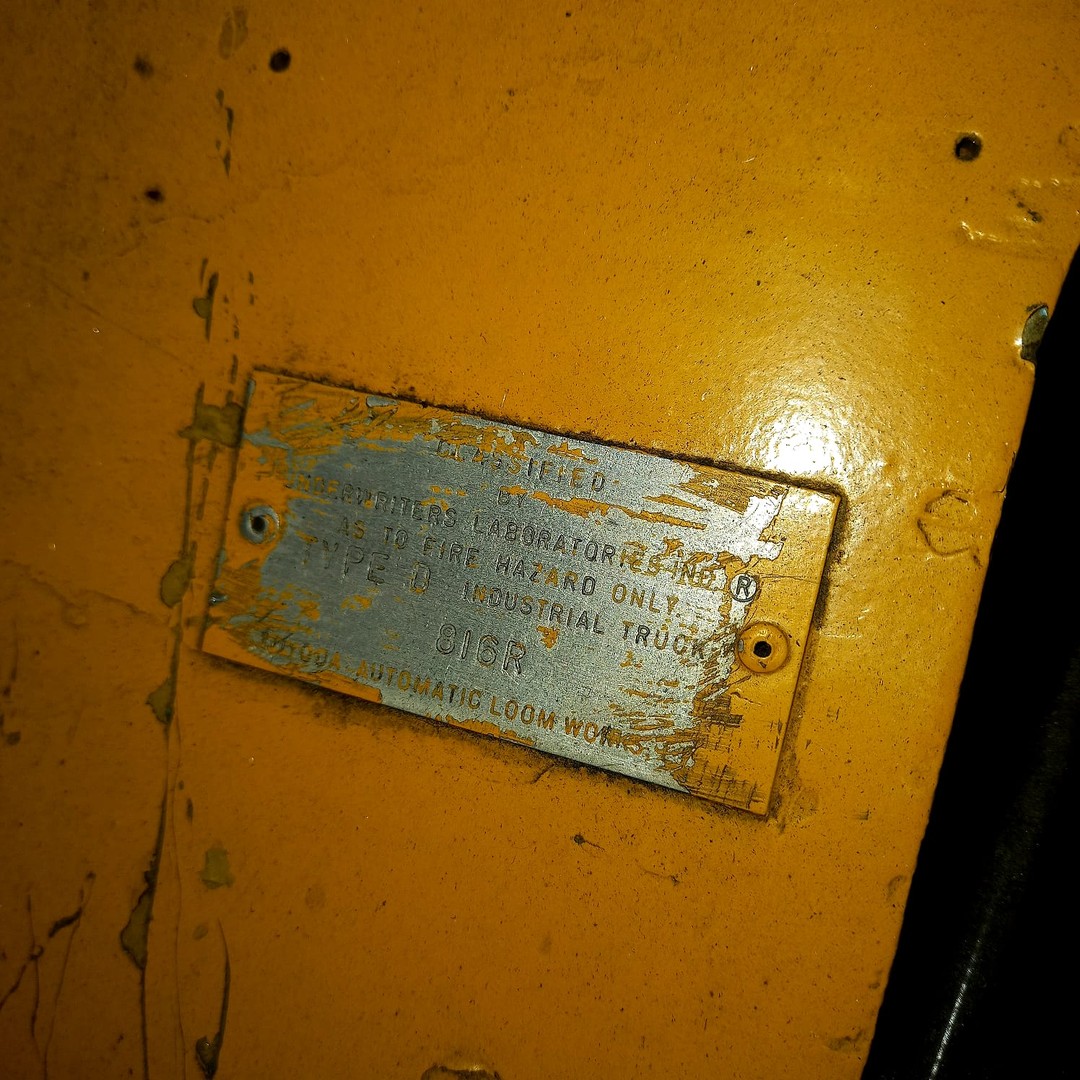 CLASSIFIED
BY
UNDERWRITERS LABORATORIES INC. ®
AS TO FIRE HAZARD ONLY
TYPE D INDUSTRIAL TRUCK
816R
AUTOMATIC LOOM WORKS,